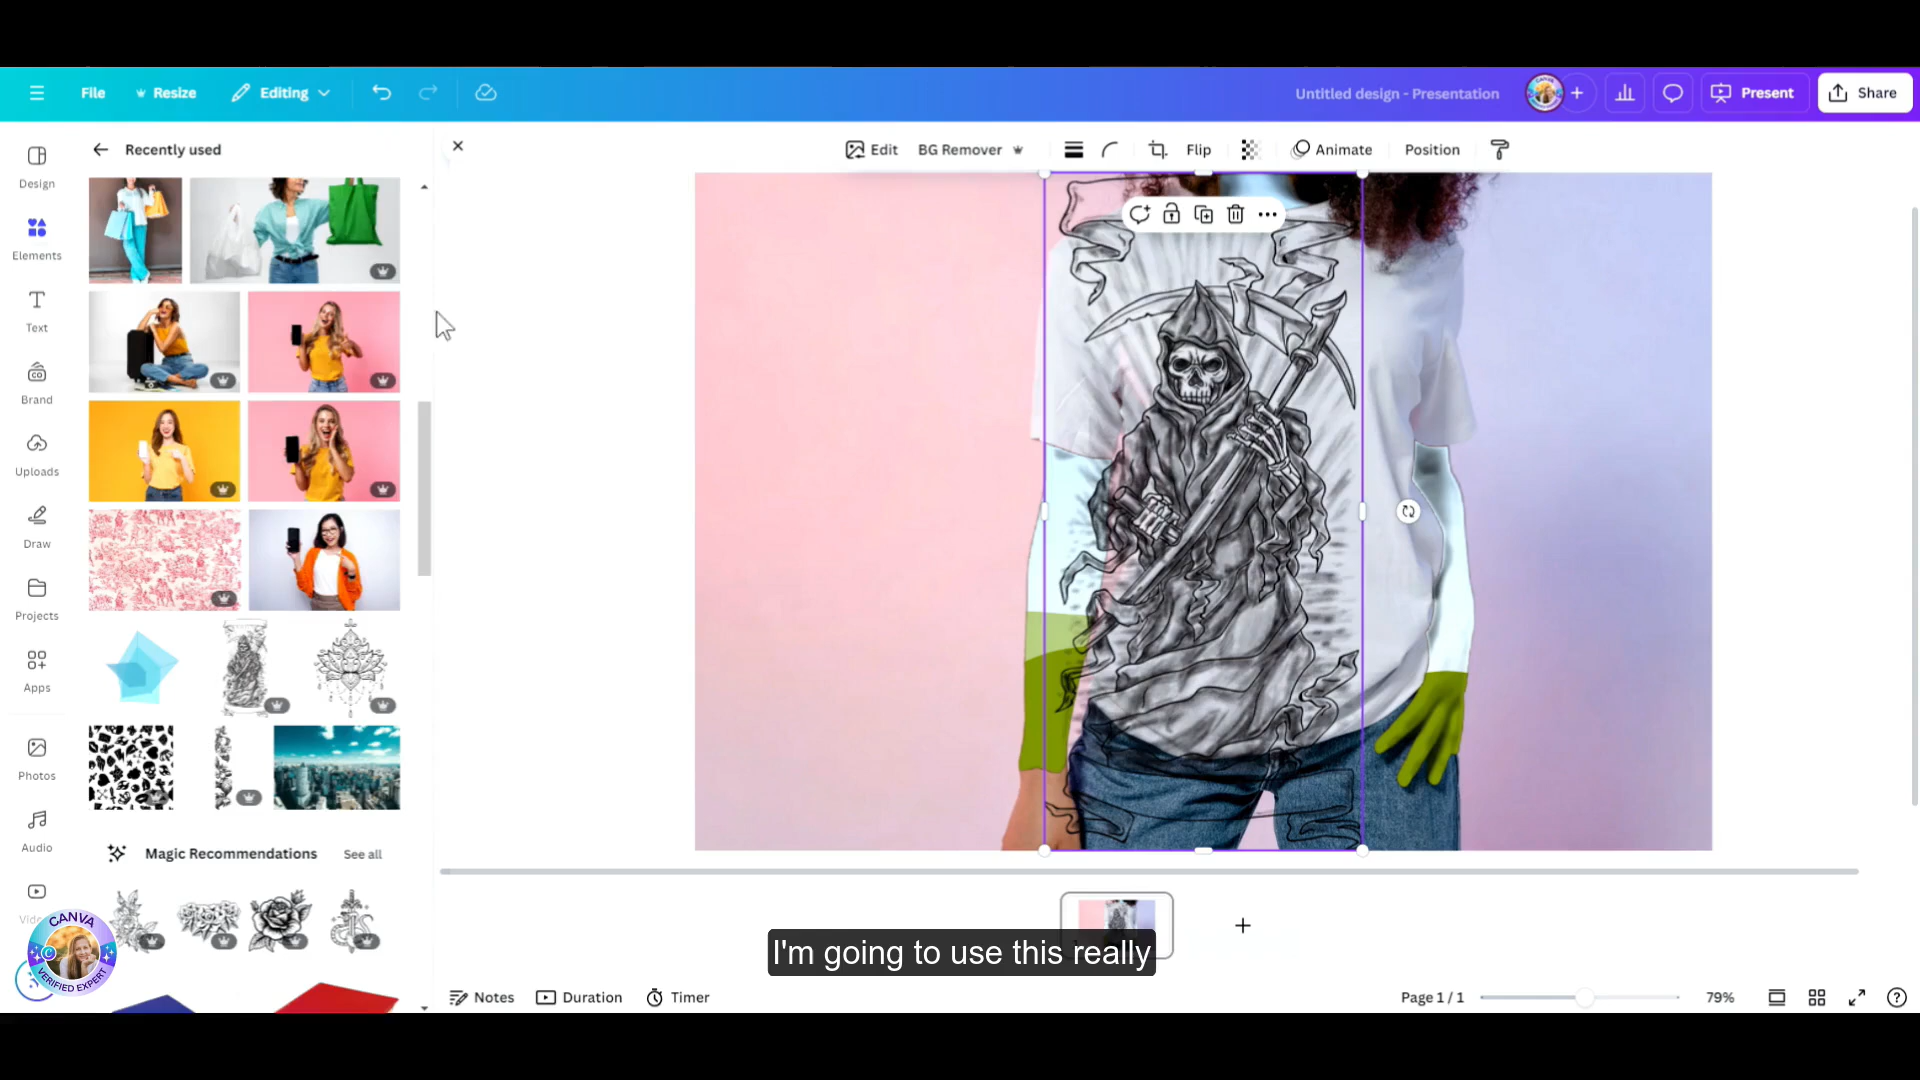 File
Resize
Editing
Untitled design - Presentation
Present
Share
Design
Elements
Text
Brand
Uploads
Draw
Projects
Apps
Photos
Audio
Recently used
Edit
BG Remover
Flip
Animate
Position
Magic Recommendations
See all
CANVA
VERIFIED EXPERT
I'm going to use this really
Notes
Duration
Timer
Page 1 / 1
79%